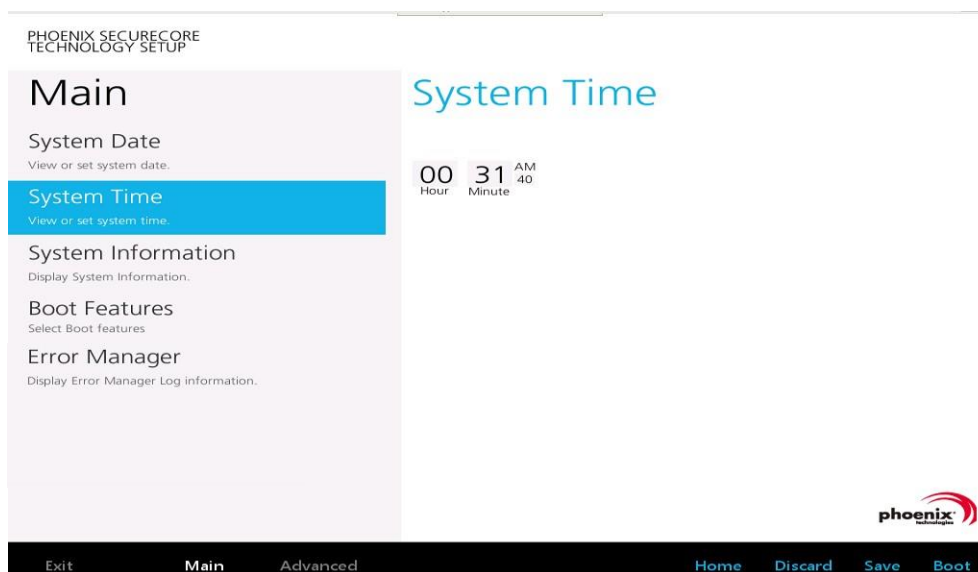 PHOENIX SECURECORE
TECHNOLOGY SETUP
Main
System Date
View or set system date.
System Time
View or set system time.
System Information
Display System Information.
Boot Features
Select Boot features
Error Manager
Display Error Manager Log information.
System Time
00 31 AM
40
Hour Minute
phoenix
technologies
Exit Main Advanced Home Discard Save Boot